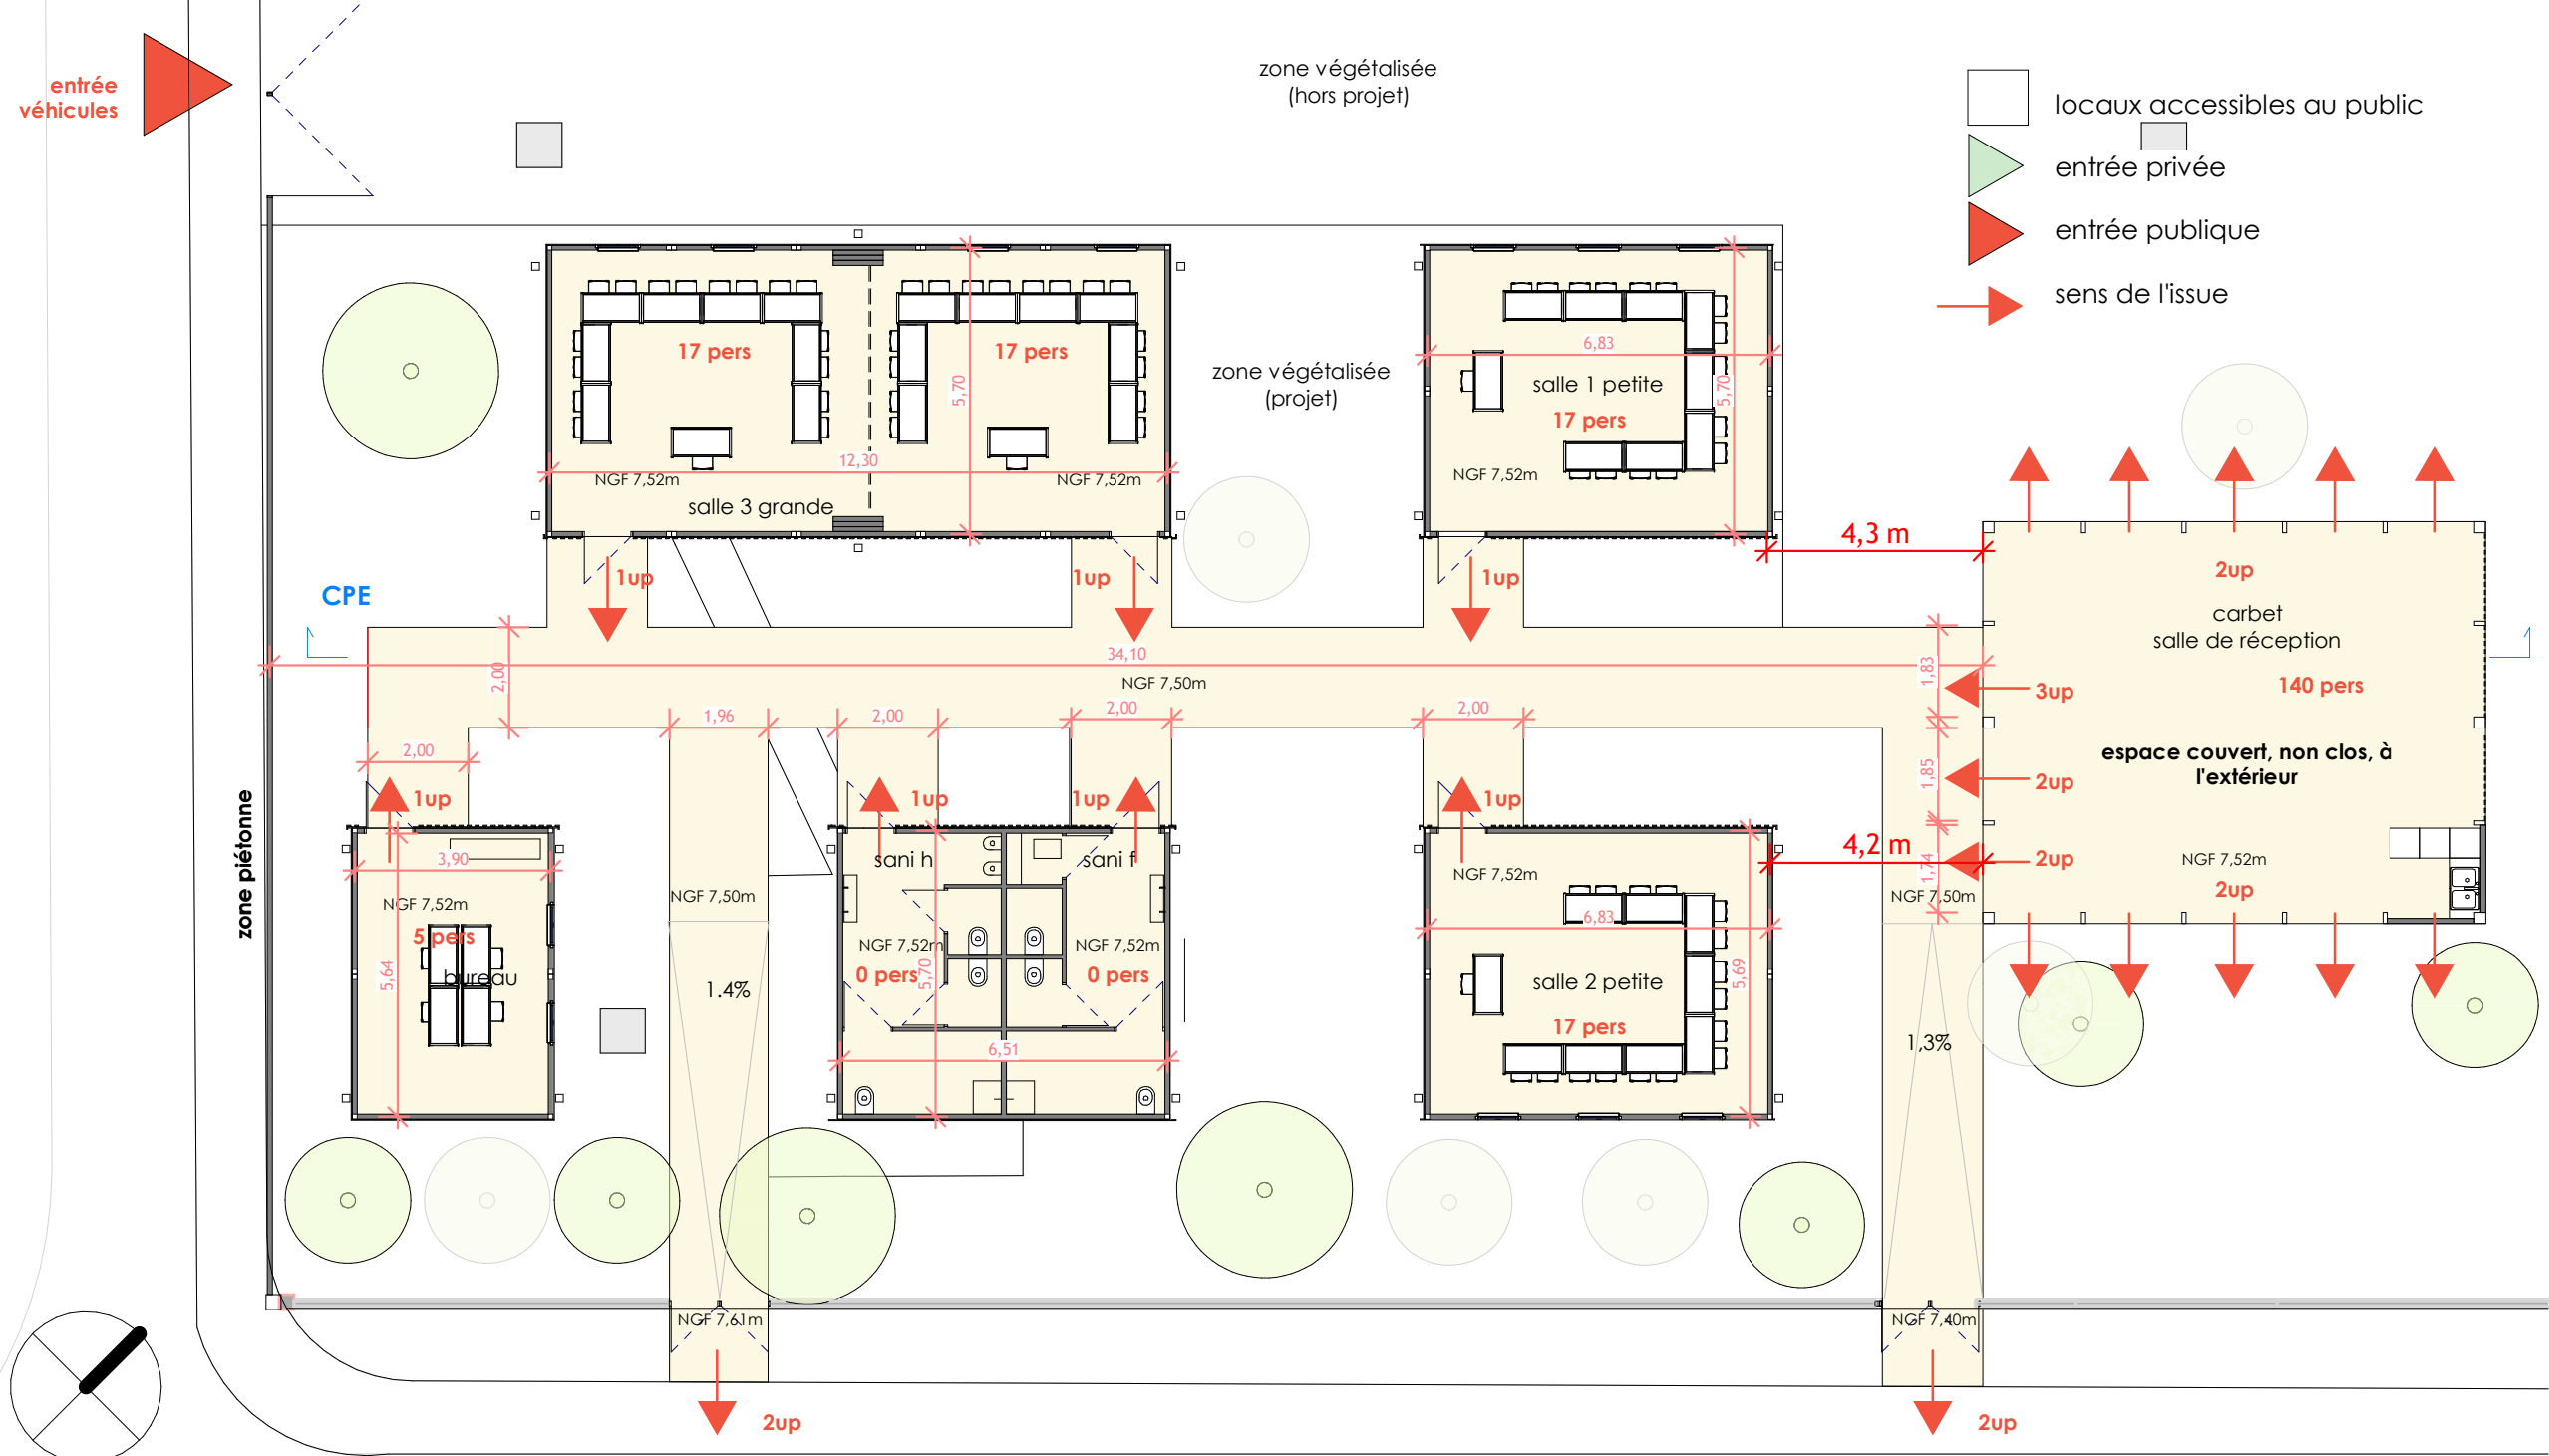 entrée
véhicules
zone végétalisée
(hors projet)
locaux accessibles au public
entrée privée
entrée publique
sens de l'issue
17 pers
17 pers
5,70
12,30
NGF 7,52m
NGF 7,52m
salle 3 grande
zone végétalisée
(projet)
6,83
salle 1 petite
5,70
17 pers
NGF 7,52m
4,3 m
1up
1up
1up
CPE
2up
carbet
salle de réception
140 pers
34,10
2,00
NGF 7,50m
1,83
3up
1,96
2,00
2,00
2,00
2,00
espace couvert, non clos, à
l'extérieur
1,85
2up
1up
1up
1up
1up
zone piétonne
4,2 m
3,90
sani h
sani f
1,74
2up
NGF 7,52m
NGF 7,52m
NGF 7,50m
NGF 7,52m
NGF 7,50m
2up
5 pers
6,83
NGF 7,52m
NGF 7,52m
5,64
bureau
0 pers
5,70
0 pers
1.4%
salle 2 petite
5,69
17 pers
6,51
1,3%
NGF 7,61m
NGF 7,40m
2up
2up